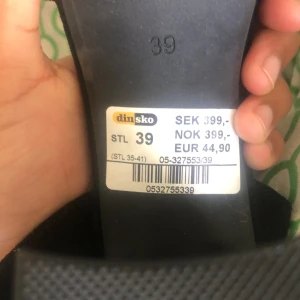 39
dinsko
SEK 399,-
STL 39
NOK 399,-
EUR 44,90
(STL 35-41)
05-327553/39
0532755339